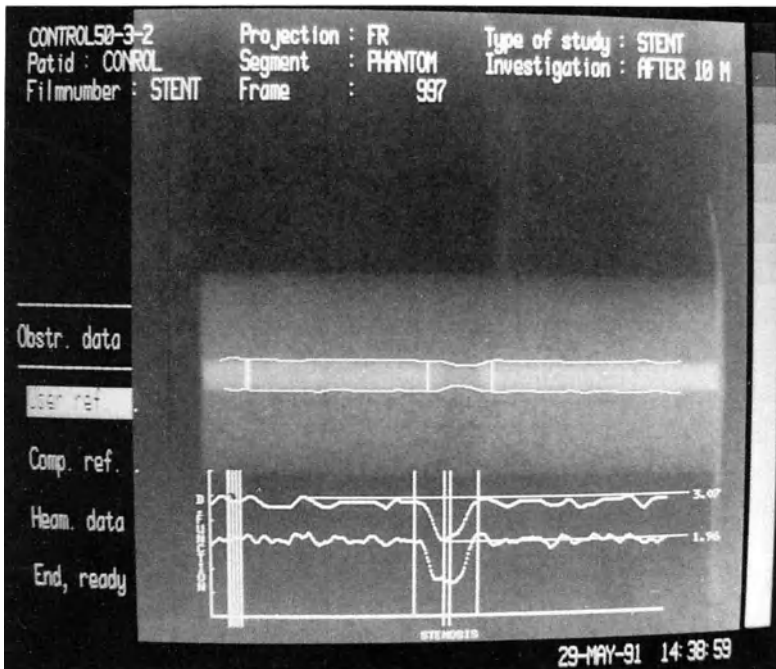 CONTROL50-3-2
Patid : CONROL
Filmnumber : STENT
Projection : FR
Segment : PHANTOM
Frame : 997
Type of study : STENT
Investigation : AFTER 10 M
Obstr. data
User ref.
Comp. ref.
Heam. data
End, ready
D FUNCTION
3.07
1.96
STENOSIS
29-MAY-91 14:38:59